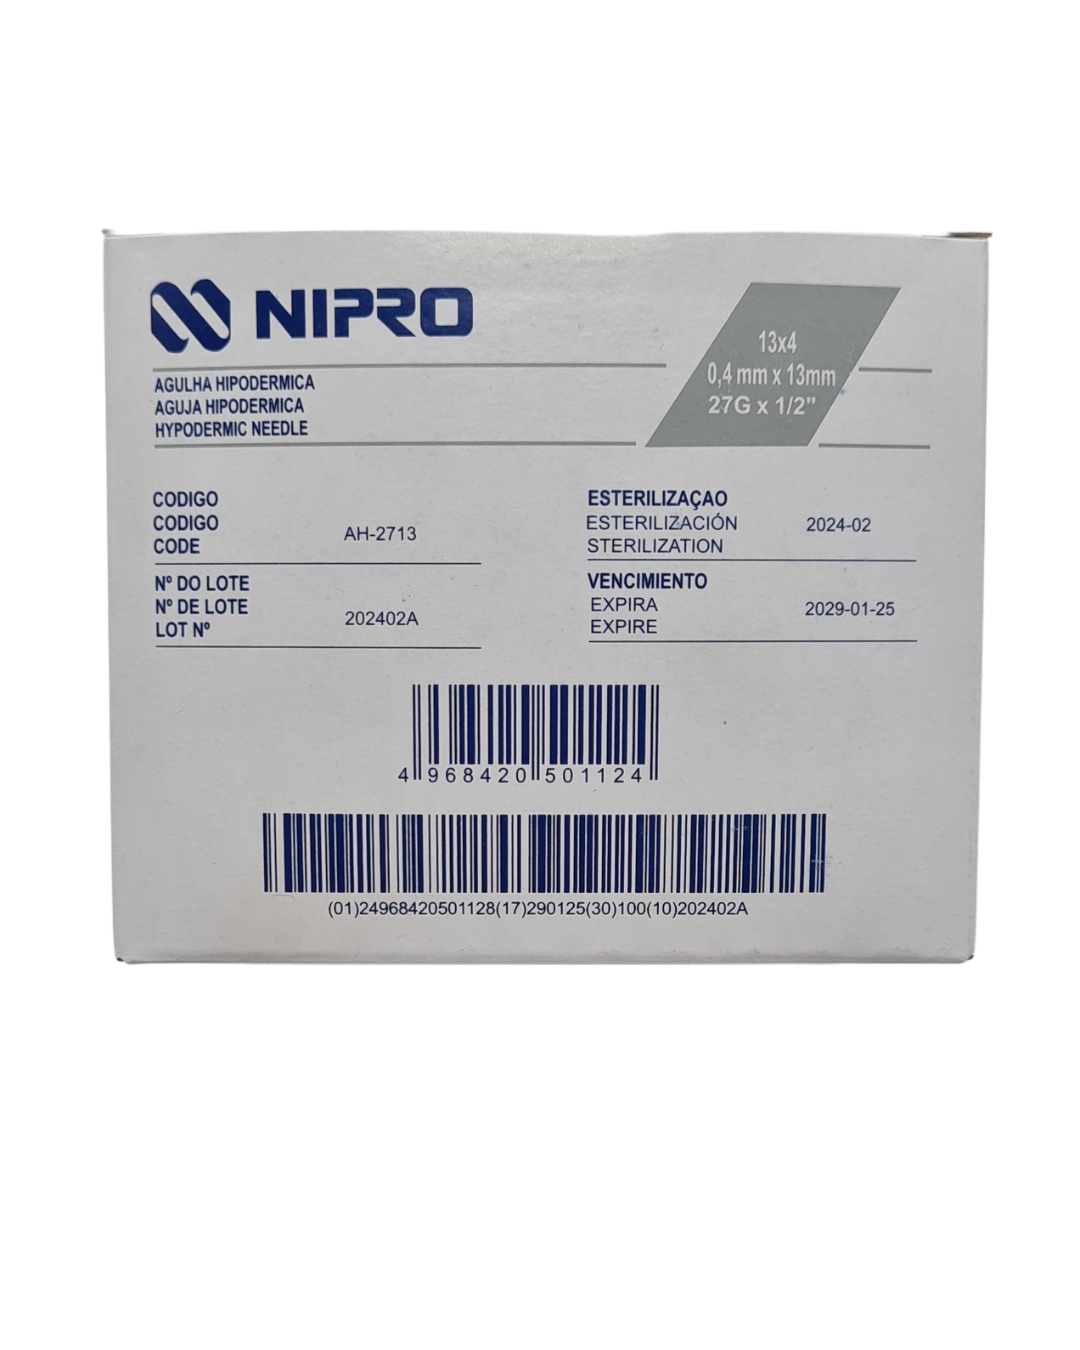 NIPRO
13x4
0,4 mm x 13mm
27G x 1/2"
AGULHA HIPODERMICA
AGUJA HIPODERMICA
HYPODERMIC NEEDLE
CODIGO
CODIGO
CODE
AH-2713
ESTERILIZAÇAO
ESTERILIZACIÓN
STERILIZATION
2024-02
Nº DO LOTE
Nº DE LOTE
LOT Nº
202402A
VENCIMIENTO
EXPIRA
EXPIRE
2029-01-25
4 968420 501124
(01)24968420501128(17)290125(30)100(10)202402A